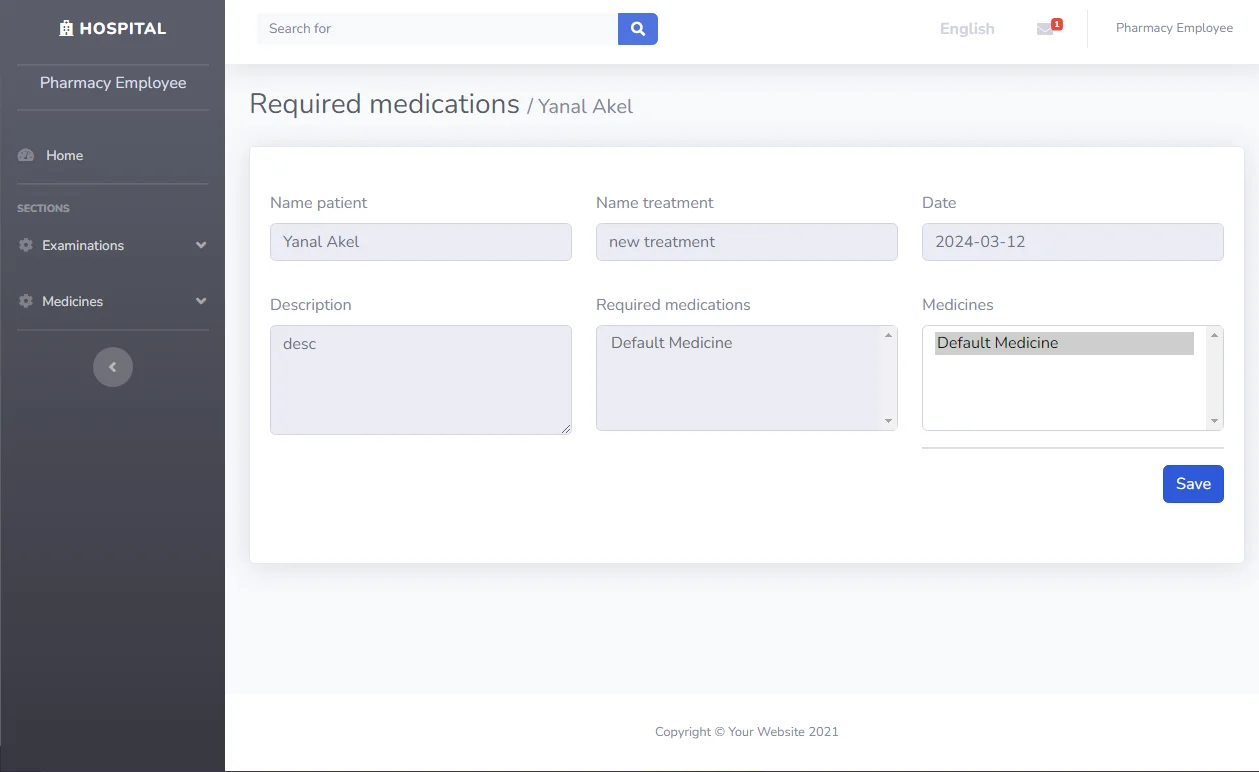 HOSPITAL
Pharmacy Employee
Home
SECTIONS
Examinations
Medicines
Search for
English
1
Pharmacy Employee
Required medications / Yanal Akel
Name patient
Name treatment
Date
Yanal Akel
new treatment
2024-03-12
Description
Required medications
Medicines
desc
Default Medicine
Default Medicine
Save
Copyright © Your Website 2021